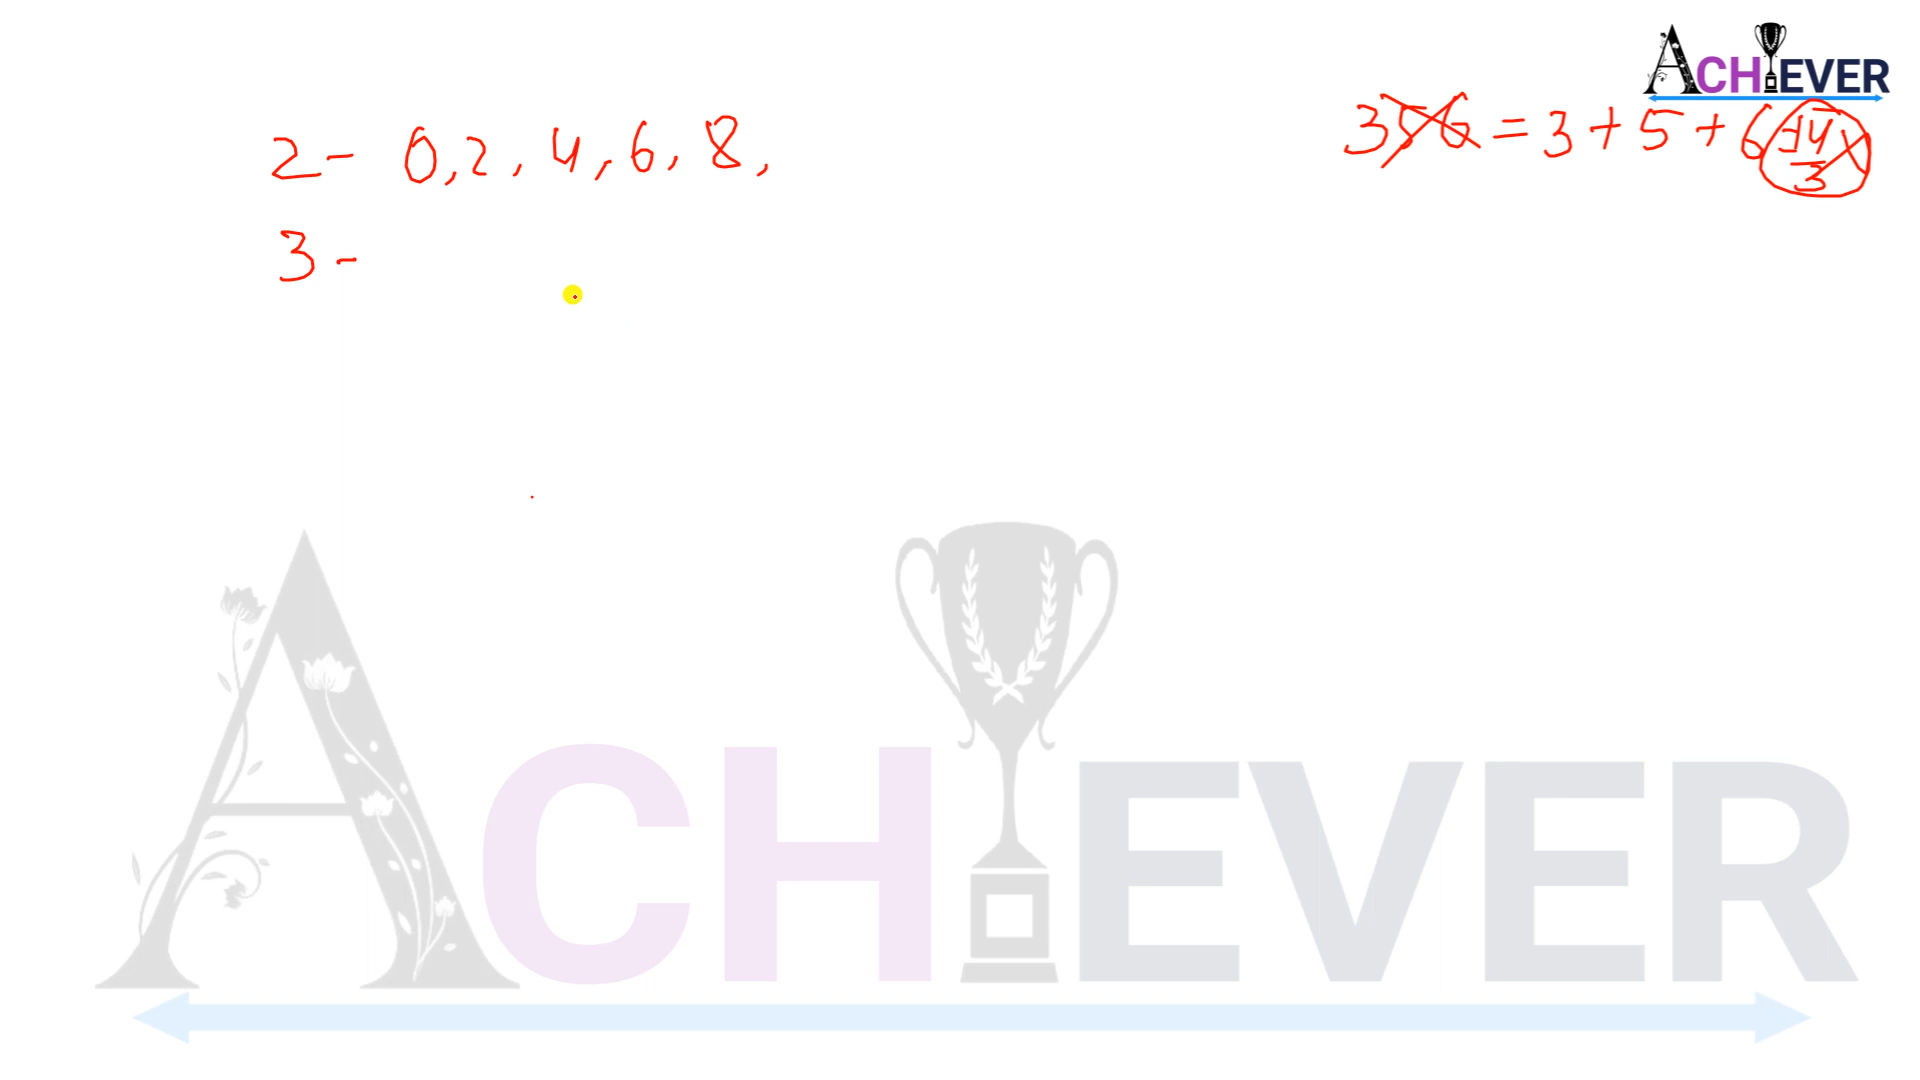 ACHIEVER
356 = 3 + 5 + 6 = 14/3
2 - 0, 2, 4, 6, 8,
3 -
ACHIEVER